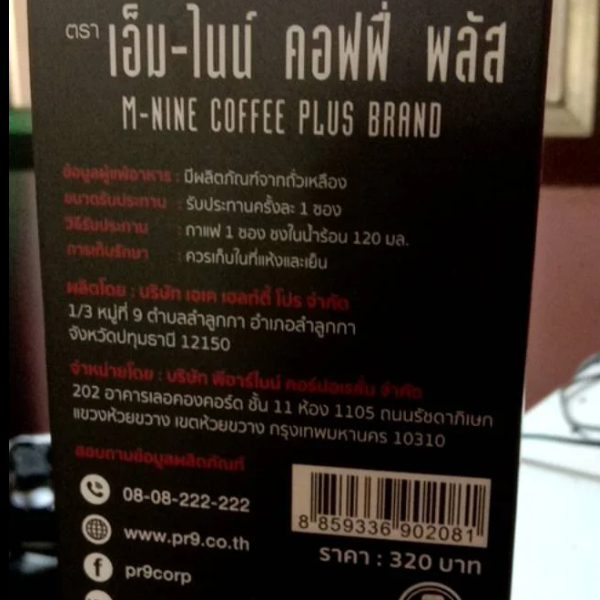 ตรา เอ็ม-ไนน์ คอฟฟี่ พลัส
M-NINE COFFEE PLUS BRAND
ข้อมูลผู้แพ้อาหาร : มีผลิตภัณฑ์จากถั่วเหลือง
ขนาดรับประทาน : รับประทานครั้งละ 1 ซอง
วิธีรับประทาน : กาแฟ 1 ซอง ชงในน้ำร้อน 120 มล.
การเก็บรักษา : ควรเก็บในที่แห้งและเย็น
ผลิตโดย : บริษัท เอเค เฮลท์ตี้ โปร จำกัด
1/3 หมู่ที่ 9 ตำบลลำลูกกา อำเภอลำลูกกา
จังหวัดปทุมธานี 12150
จำหน่ายโดย : บริษัท พีอาร์ไนน์ คอร์ปอเรชั่น จำกัด
202 อาคารเลอคองคอร์ด ชั้น 11 ห้อง 1105 ถนนรัชดาภิเษก
แขวงห้วยขวาง เขตห้วยขวาง กรุงเทพมหานคร 10310
สอบถามข้อมูลผลิตภัณฑ์
08-08-222-222
www.pr9.co.th
pr9corp
8 859336 902081
ราคา : 320 บาท